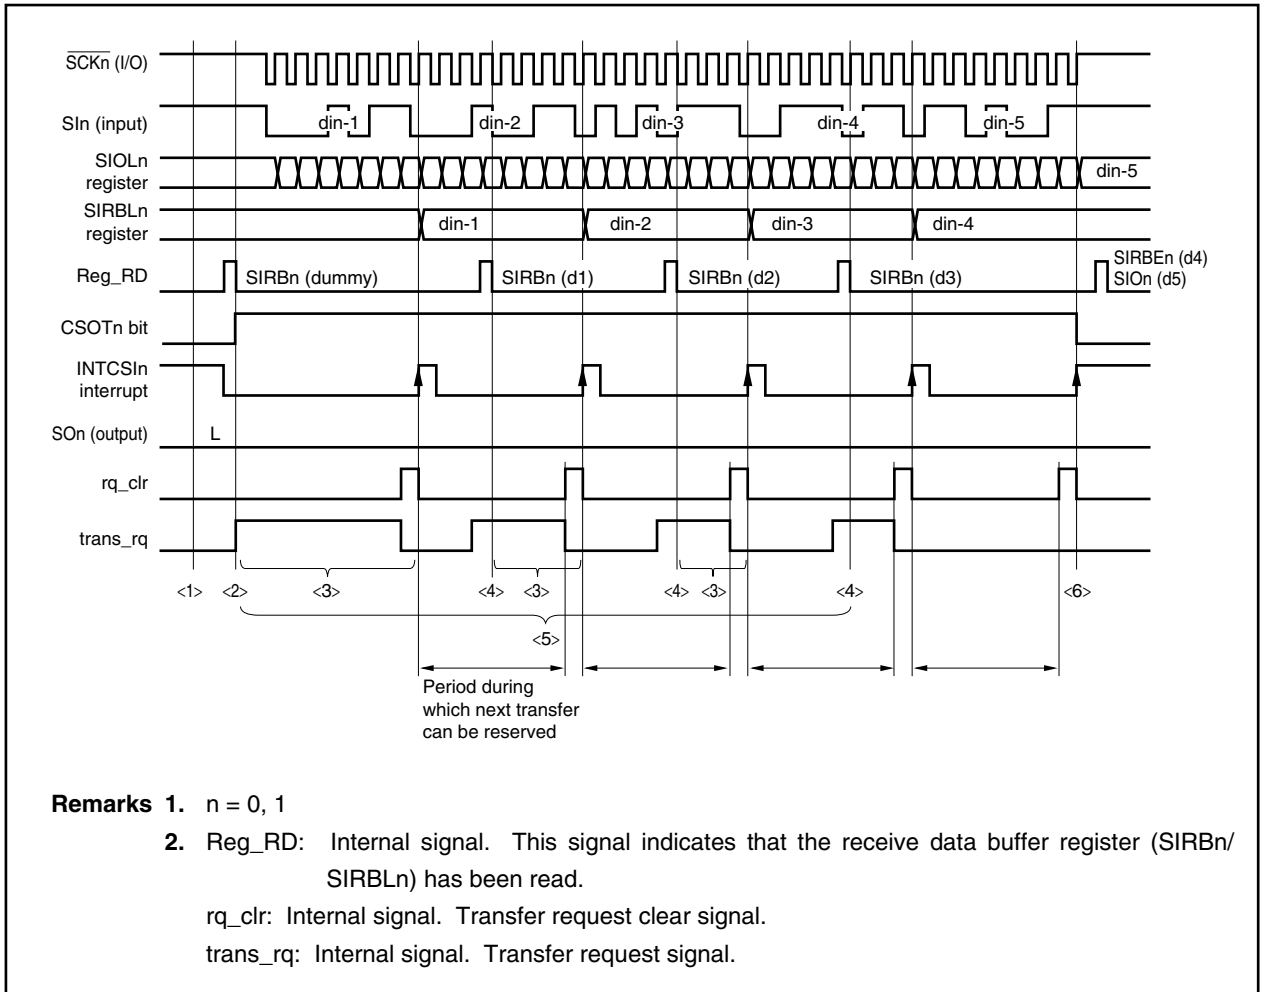 SCKn (I/O)
SIn (input)
din-1 din-2 din-3 din-4 din-5
SIOLn
register
din-5
SIRBLn
register
din-1 din-2 din-3 din-4
Reg_RD
SIRBn (dummy) SIRBn (d1) SIRBn (d2) SIRBn (d3)
SIRBEn (d4)
SIOn (d5)
CSOTn bit
INTCSIn
interrupt
SOn (output) L
rq_clr
trans_rq
<1> <2> <3> <4> <3> <4> <3> <4> <6>
<5>
Period during
which next transfer
can be reserved
Remarks 1. n = 0, 1
2. Reg_RD: Internal signal. This signal indicates that the receive data buffer register (SIRBn/
SIRBLn) has been read.
rq_clr: Internal signal. Transfer request clear signal.
trans_rq: Internal signal. Transfer request signal.